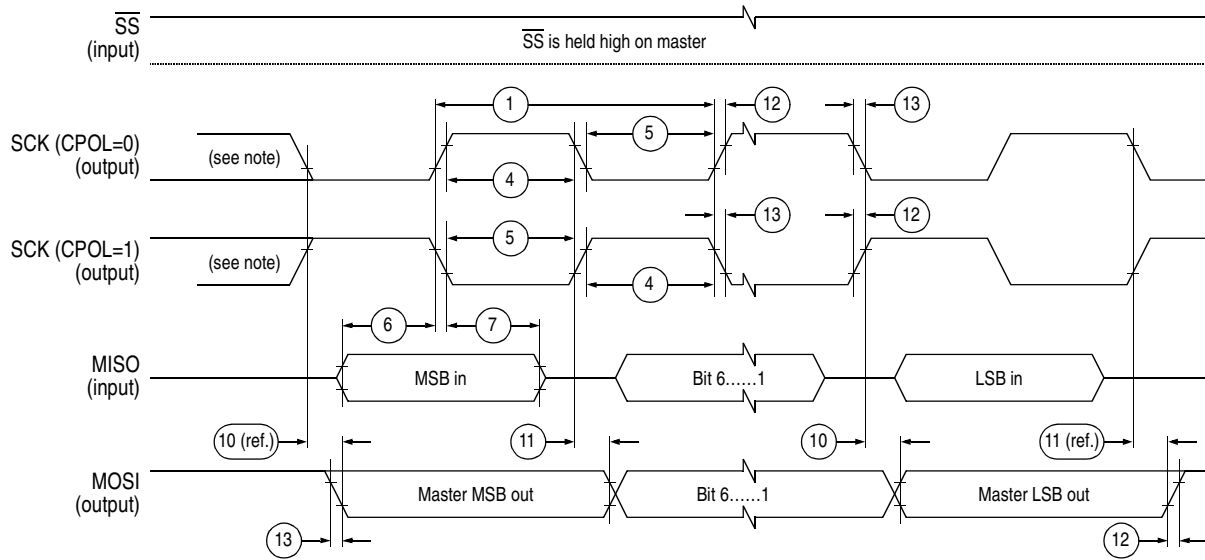 SS
(input)
SS is held high on master
1
12
13
SCK (CPOL=0)
(output)
(see note)
5
4
13
12
SCK (CPOL=1)
(output)
(see note)
5
4
6
7
MISO
(input)
MSB in
Bit 6......1
LSB in
10 (ref.)
11
10
11 (ref.)
MOSI
(output)
Master MSB out
Bit 6......1
Master LSB out
13
12